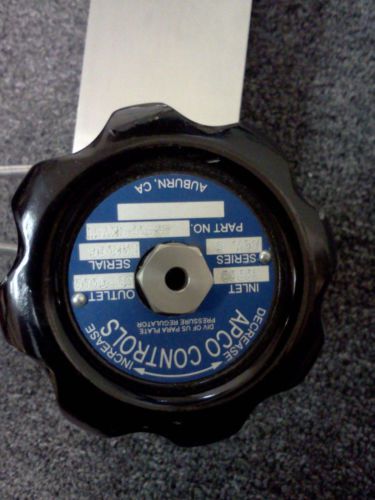 DECREASE INCREASE
APCO CONTROLS
DIV OF US PARA PLATE
PRESSURE REGULATOR
INLET OUTLET
SERIES SERIAL
PART NO.
AUBURN, CA